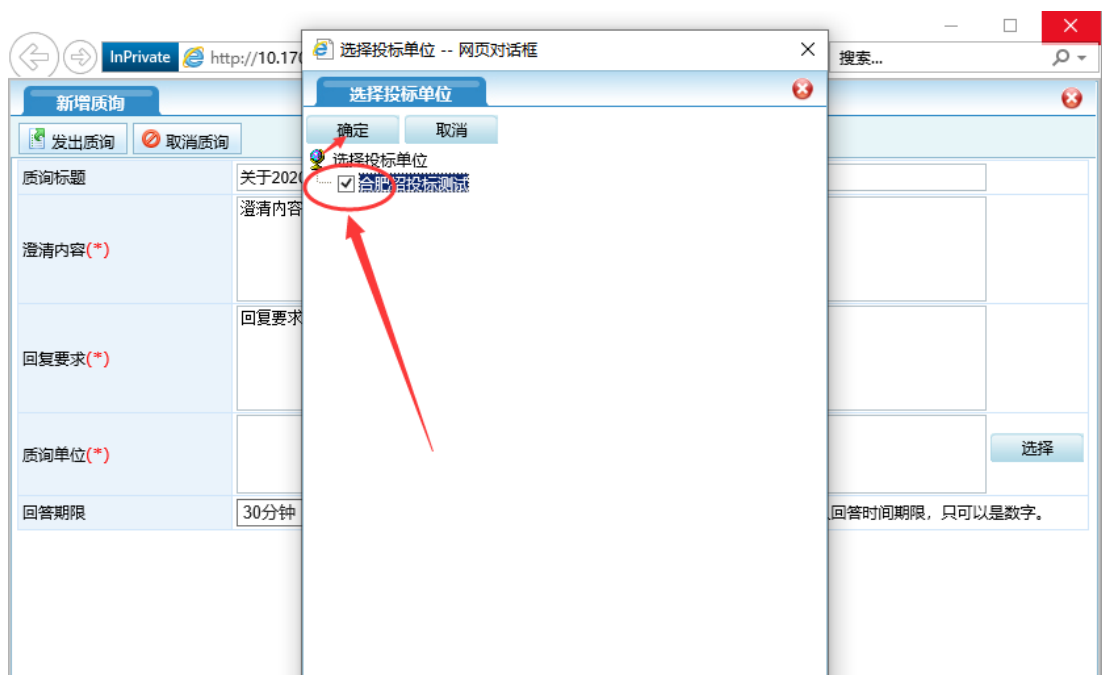 选择投标单位 -- 网页对话框
InPrivate
http://10.170
搜索...
新增质询
选择投标单位
发出质询
取消质询
确定
取消
选择投标单位
合肥招投标测试
质询标题
关于202
澄清内容(*)
澄清内容
回复要求(*)
回复要求
质询单位(*)
选择
回答期限
30分钟
回答时间期限，只可以是数字。